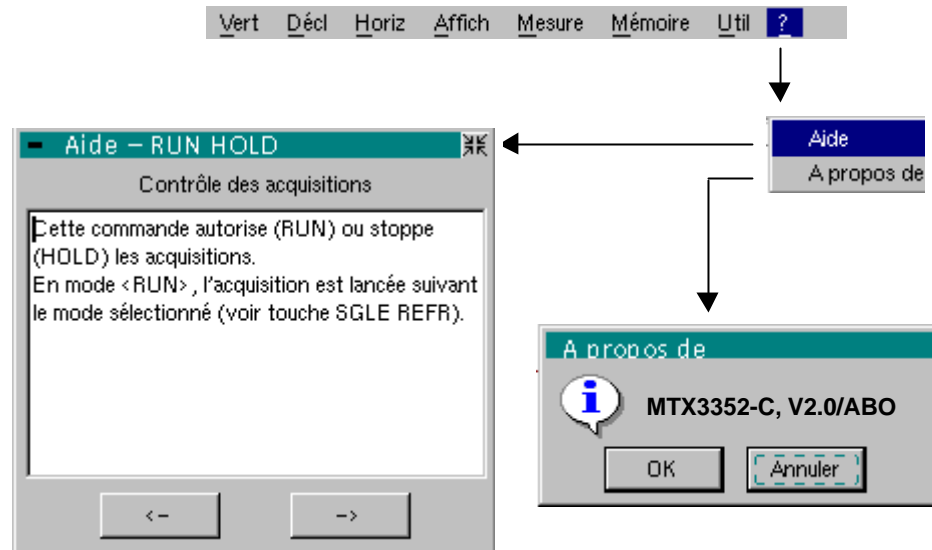 Vert Décl Horiz Affich Mesure Mémoire Util ?
Aide
A propos de
Aide – RUN HOLD
Contrôle des acquisitions
Cette commande autorise (RUN) ou stoppe
(HOLD) les acquisitions.
En mode <RUN>, l'acquisition est lancée suivant
le mode sélectionné (voir touche SGLE REFR).
<-
->
A propos de
MTX3352-C, V2.0/ABO
OK
Annuler